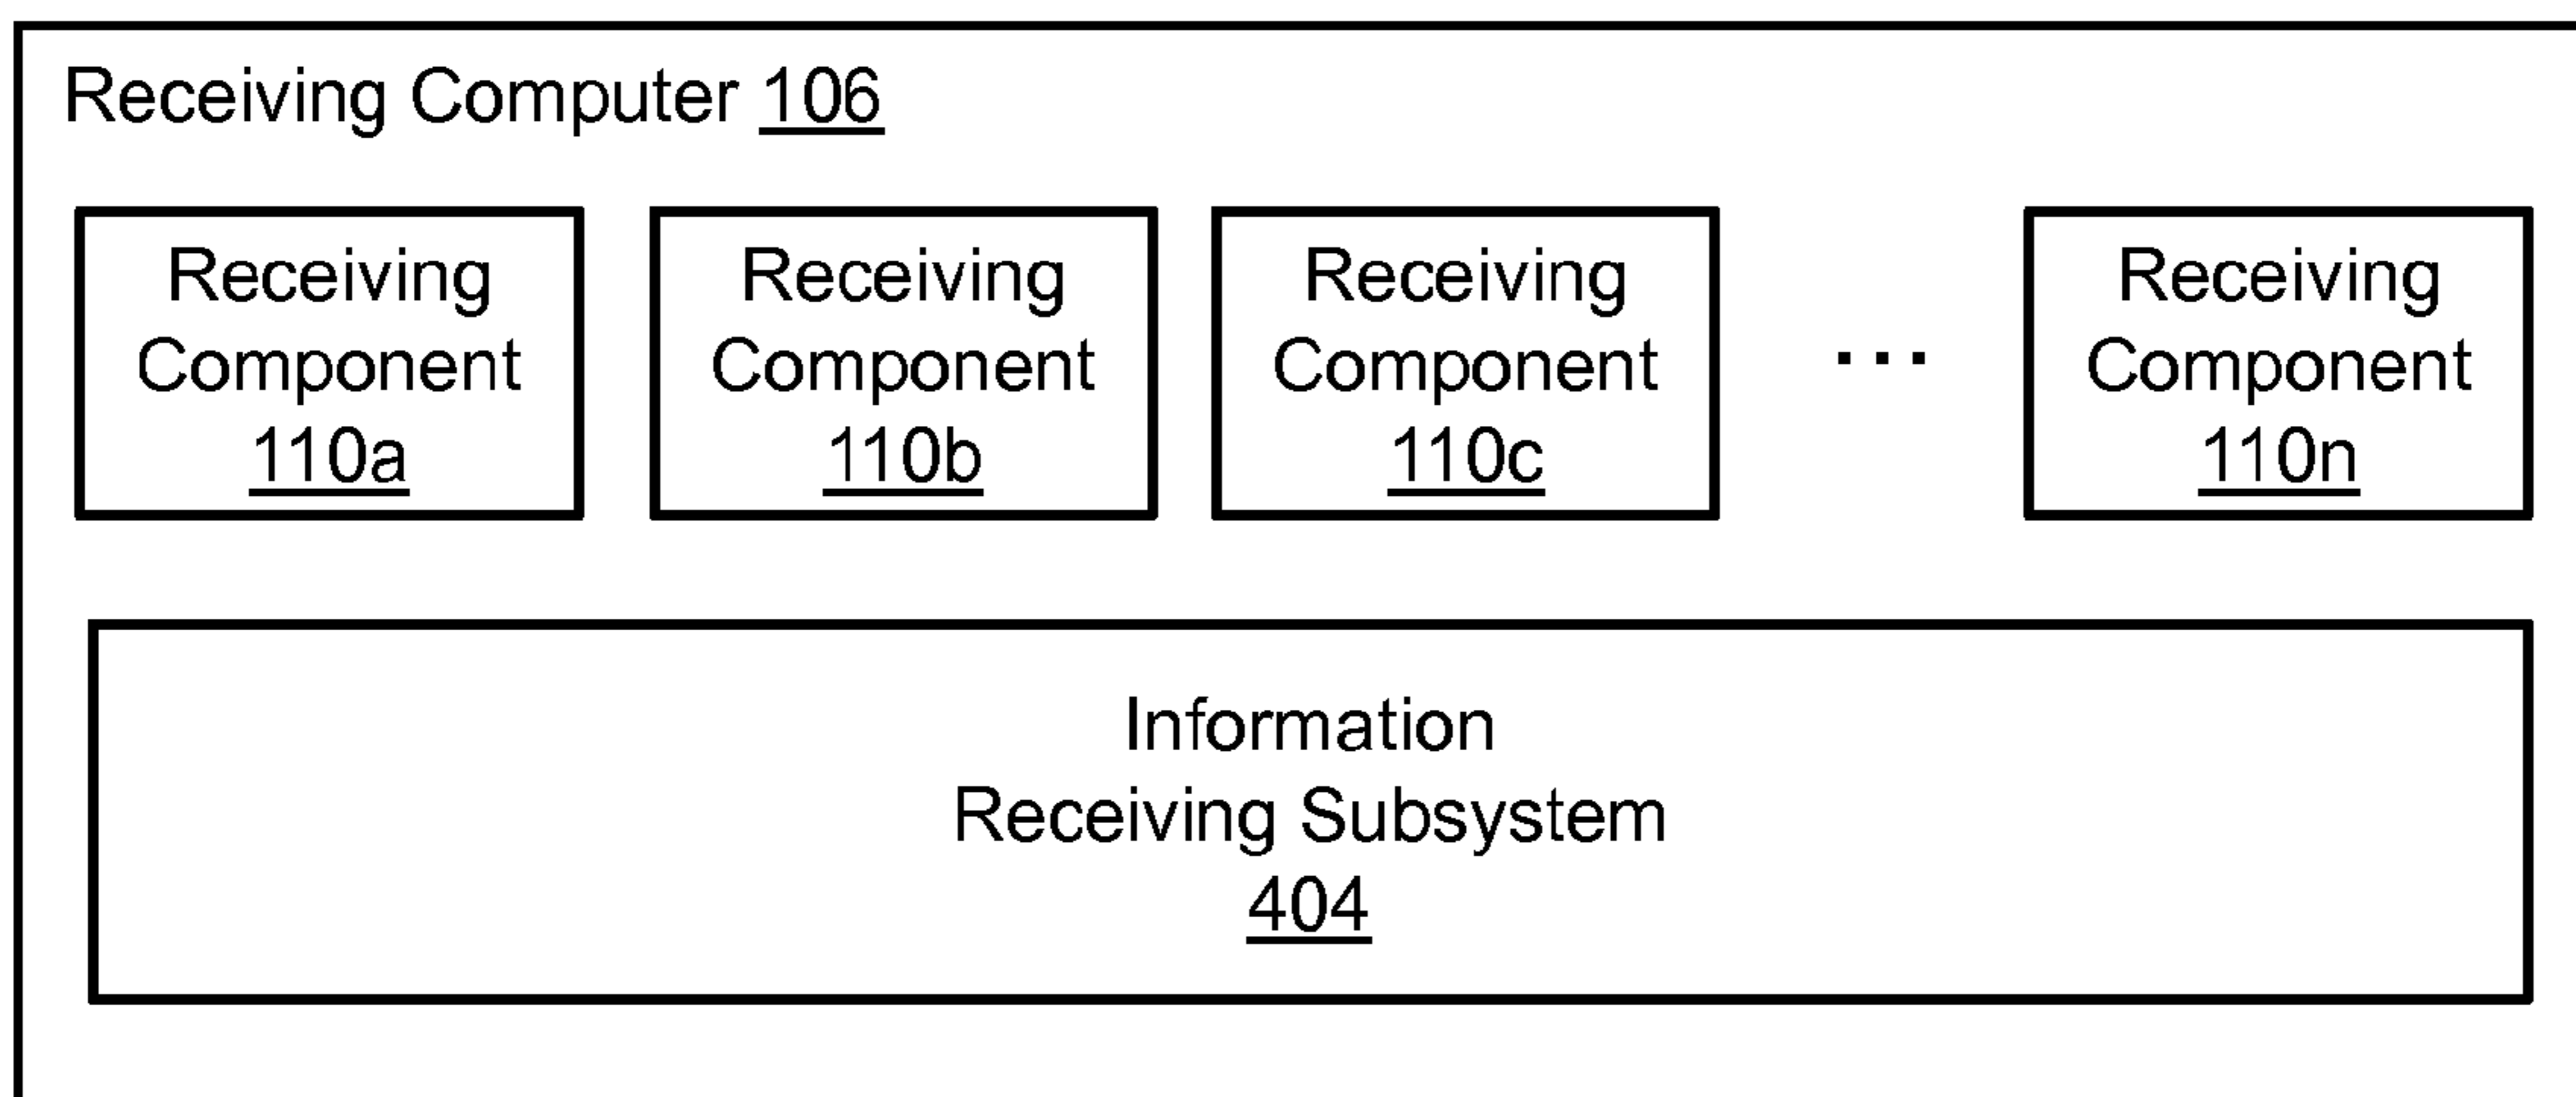 Receiving Computer 106
Receiving
Component
110a
Receiving
Component
110b
Receiving
Component
110c
...
Receiving
Component
110n
Information
Receiving Subsystem
404